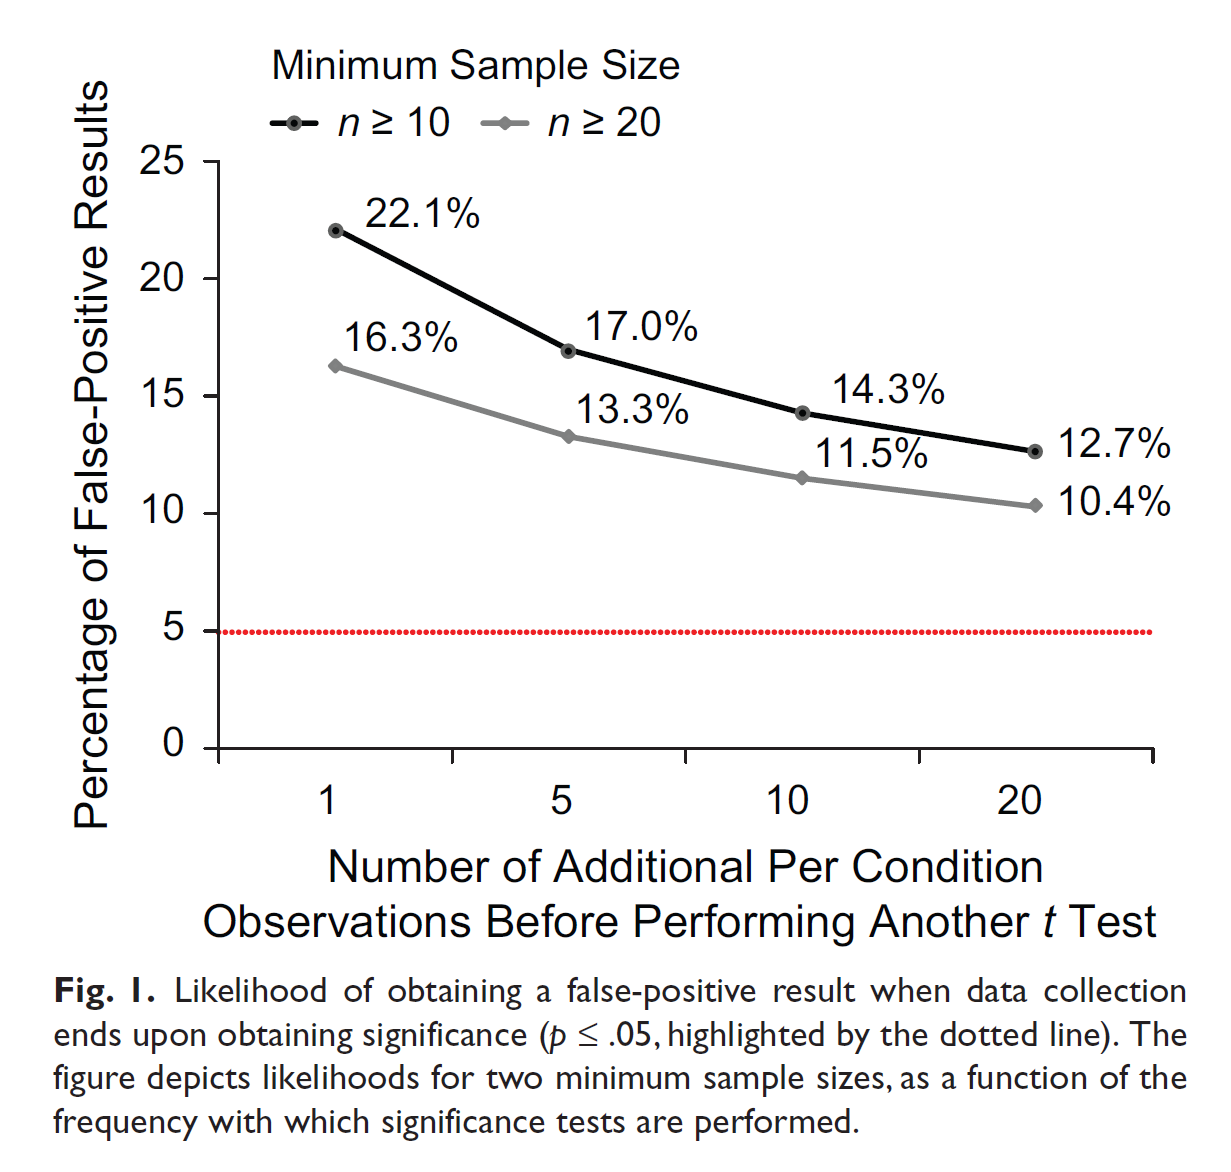 Minimum Sample Size
n ≥ 10 n ≥ 20
Percentage of False-Positive Results
25
20
15
10
5
0
22.1%
17.0%
14.3%
12.7%
16.3%
13.3%
11.5%
10.4%
1 5 10 20
Number of Additional Per Condition
Observations Before Performing Another t Test
Fig. 1. Likelihood of obtaining a false-positive result when data collection
ends upon obtaining significance (p ≤ .05, highlighted by the dotted line). The
figure depicts likelihoods for two minimum sample sizes, as a function of the
frequency with which significance tests are performed.